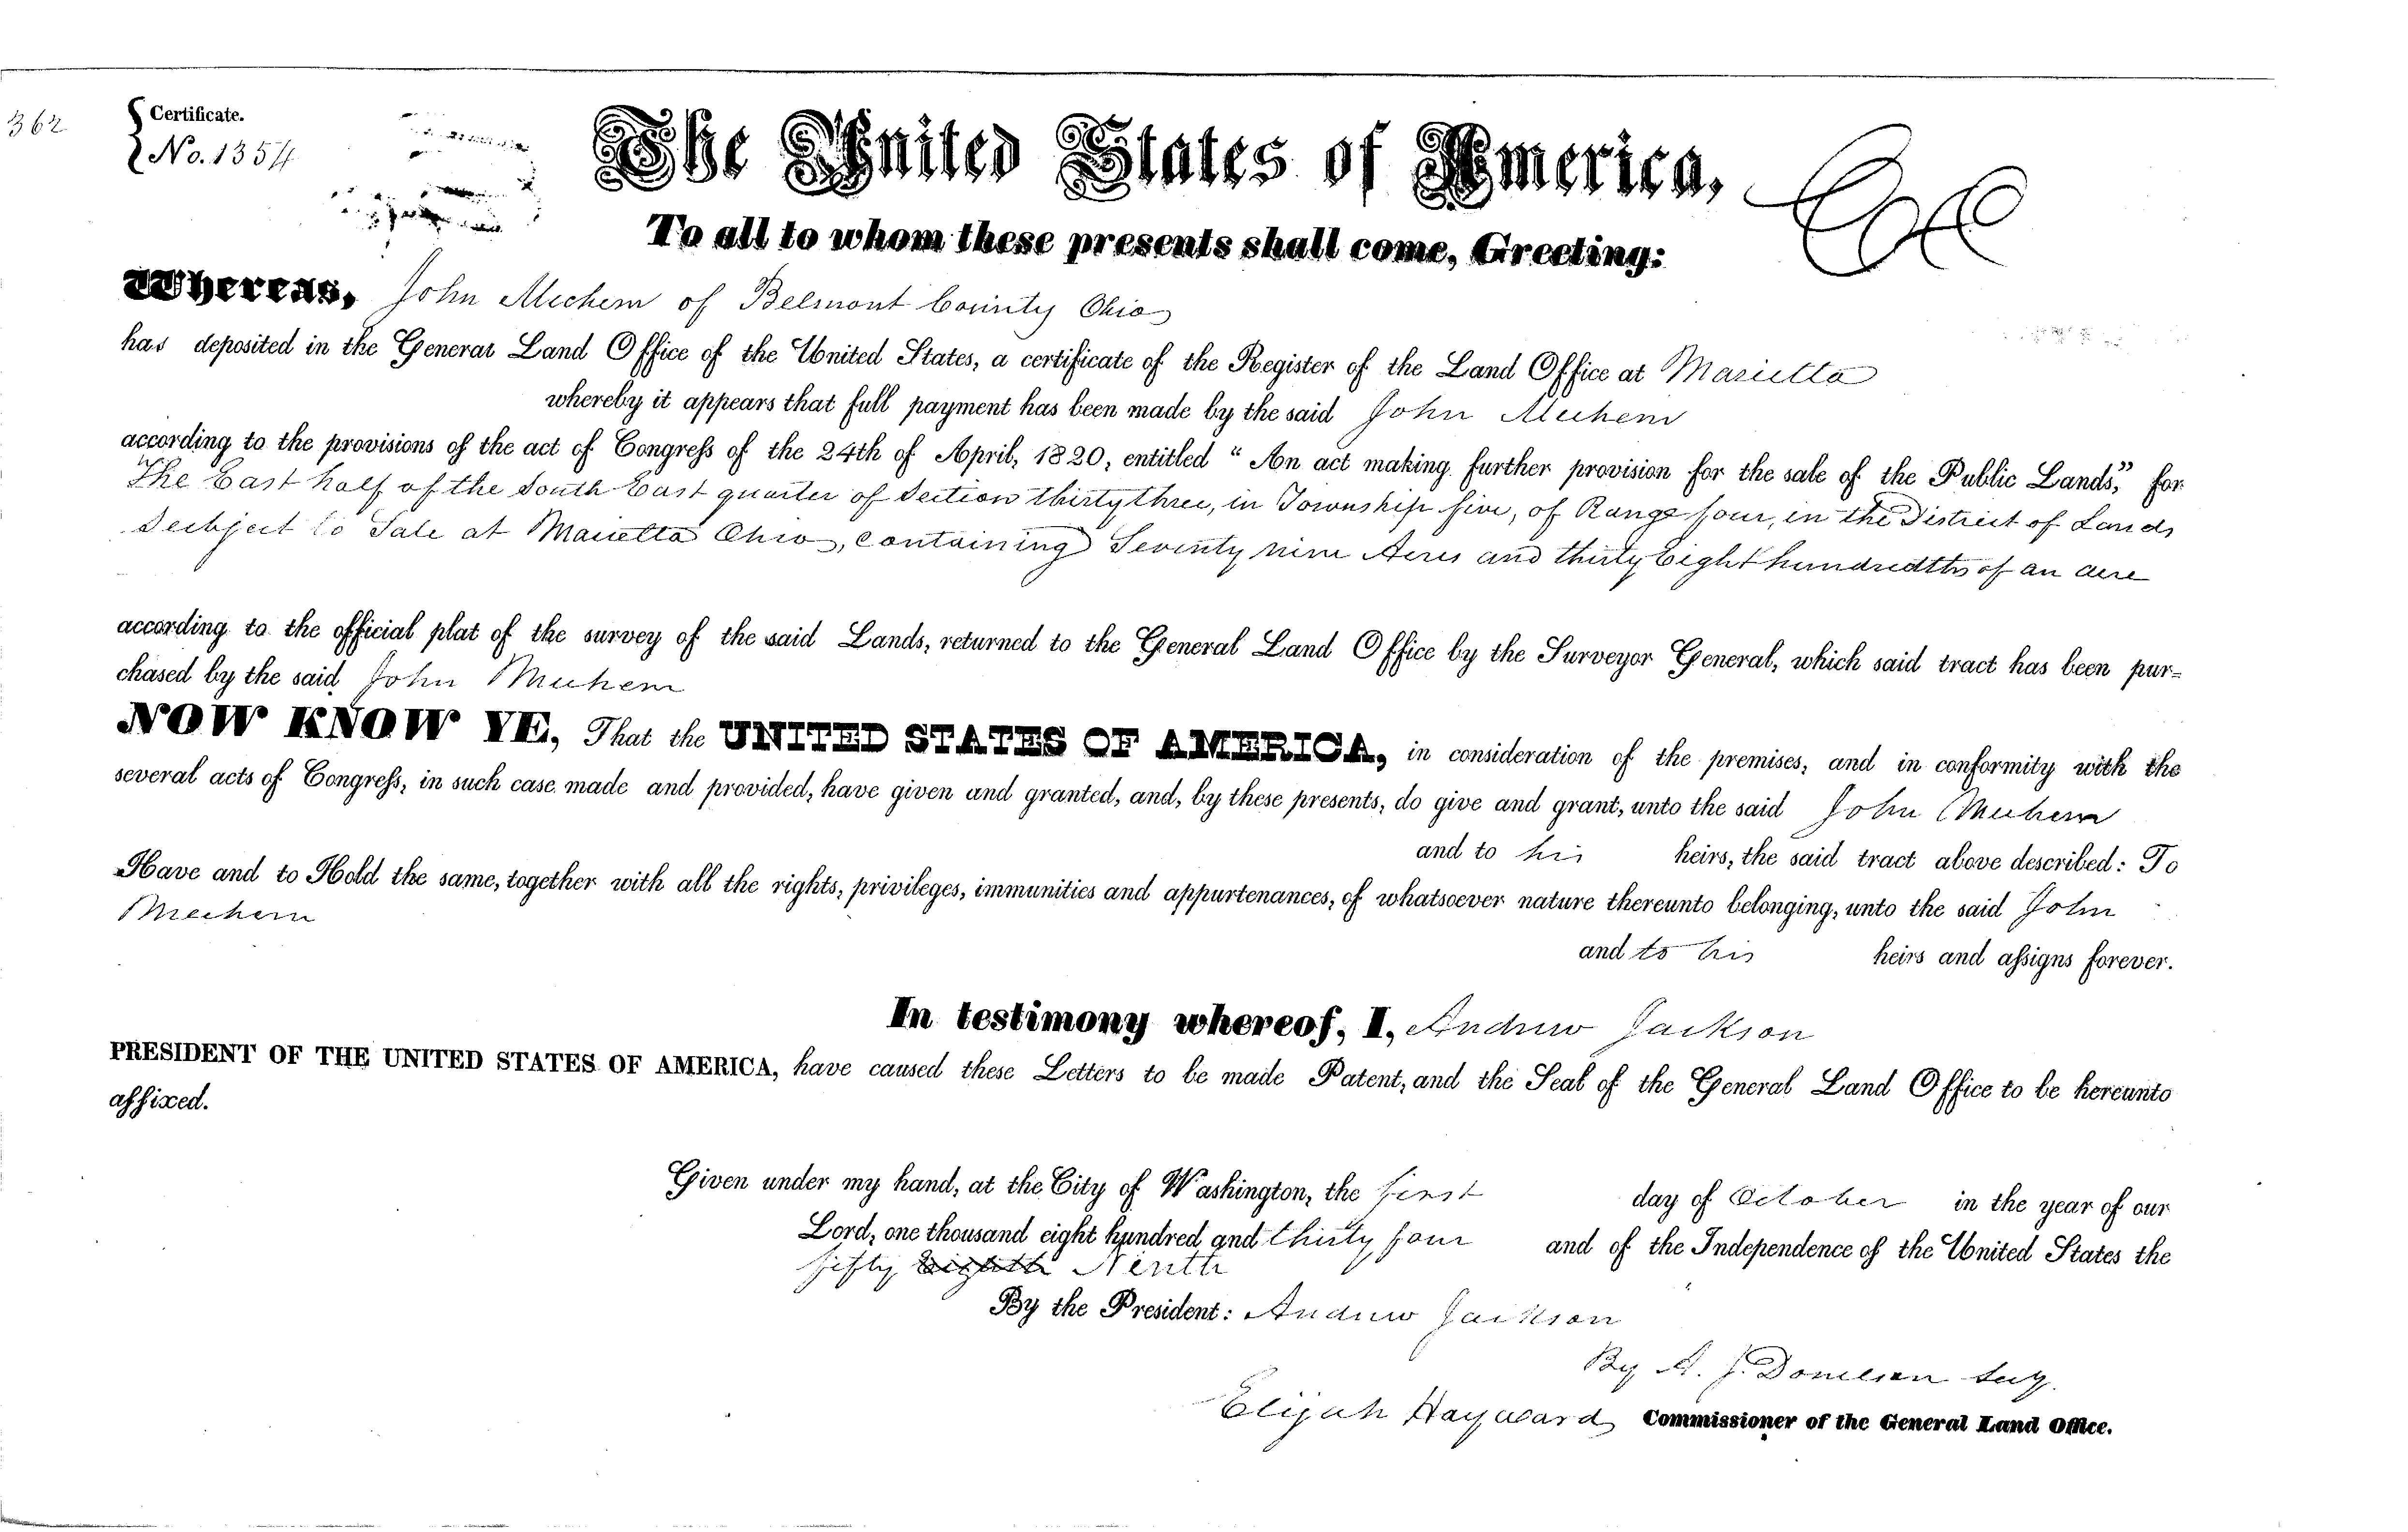 362
Certificate.
No. 1354
The United States of America,
To all to whom these presents shall come, Greeting:
Whereas, John Mechem of Belmont County Ohio
has deposited in the General Land Office of the United States, a certificate of the Register of the Land Office at Marietta
whereby it appears that full payment has been made by the said John Mechem
according to the provisions of the act of Congress of the 24th of April, 1820, entitled "An act making further provision for the sale of the Public Lands," for
The East half of the South East quarter of Section thirty three, in Township five, of Range four, in the District of Lands
Subject to Sale at Marietta Ohio, containing Seventy nine Acres and thirty Eight hundredths of an acre
according to the official plat of the survey of the said Lands, returned to the General Land Office by the Surveyor General, which said tract has been pur=
chased by the said John Mechem
NOW KNOW YE, That the UNITED STATES OF AMERICA, in consideration of the premises, and in conformity with the
several acts of Congress, in such case made and provided, have given and granted, and, by these presents, do give and grant, unto the said John Mechem
and to his heirs, the said tract above described: To
Have and to Hold the same, together with all the rights, privileges, immunities and appurtenances, of whatsoever nature thereunto belonging, unto the said John
Mechem
and to his heirs and assigns forever.
In testimony whereof, I, Andrew Jackson
PRESIDENT OF THE UNITED STATES OF AMERICA, have caused these Letters to be made Patent, and the Seal of the General Land Office to be hereunto
affixed.
Given under my hand, at the City of Washington, the first day of October in the year of our
Lord, one thousand eight hundred and thirty four and of the Independence of the United States the
fifty Eighth Ninth
By the President: Andrew Jackson
By A. J. Donelson Secy.
Elijah Hayward Commissioner of the General Land Office.